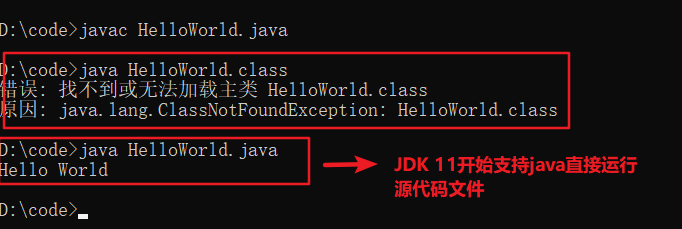 D:\code>javac HelloWorld.java
D:\code>java HelloWorld.class
错误: 找不到或无法加载主类 HelloWorld.class
原因: java.lang.ClassNotFoundException: HelloWorld.class
D:\code>java HelloWorld.java
Hello World
JDK 11开始支持java直接运行
源代码文件
D:\code>